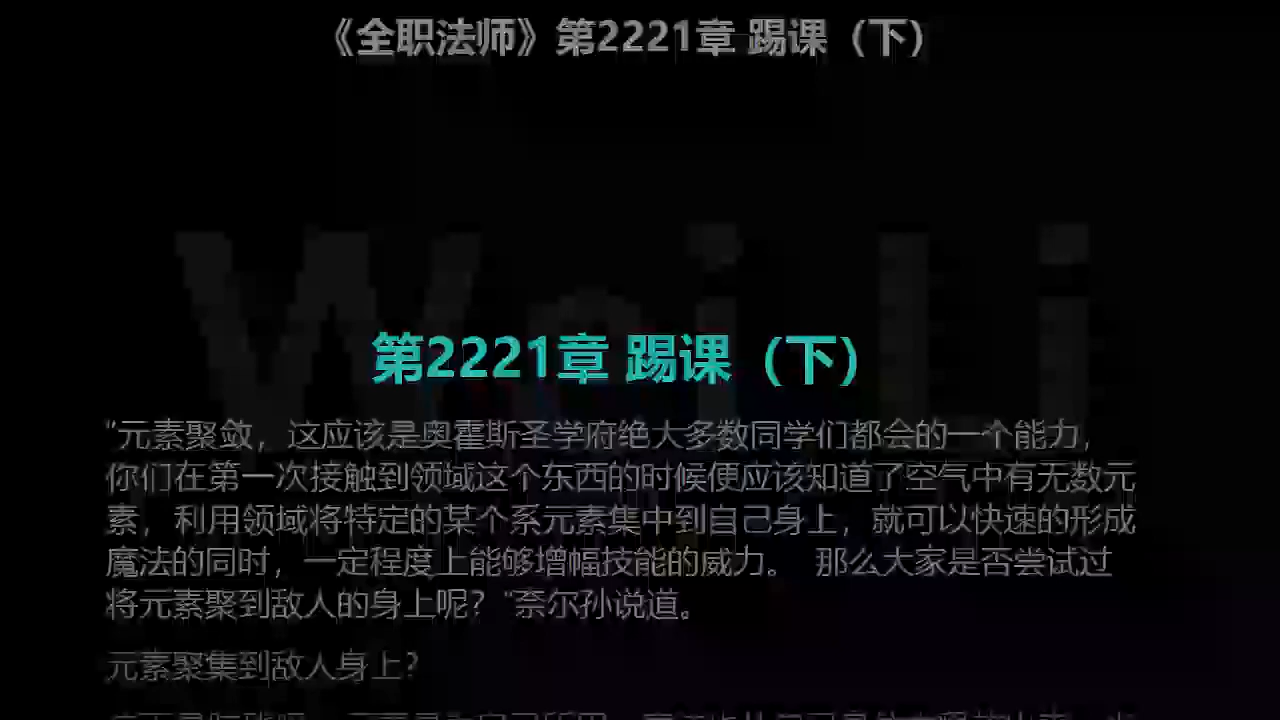 《全职法师》第2221章 踢课（下）
Wei Li
第2221章 踢课（下）
"元素聚敛，这应该是奥霍斯圣学府绝大多数同学们都会的一个能力，
你们在第一次接触到领域这个东西的时候便应该知道了空气中有无数元
素，利用领域将特定的某个系元素集中到自己身上，就可以快速的形成
魔法的同时，一定程度上能够增幅技能的威力。 那么大家是否尝试过
将元素聚到敌人的身上呢？"奈尔孙说道。
元素聚集到敌人身上？